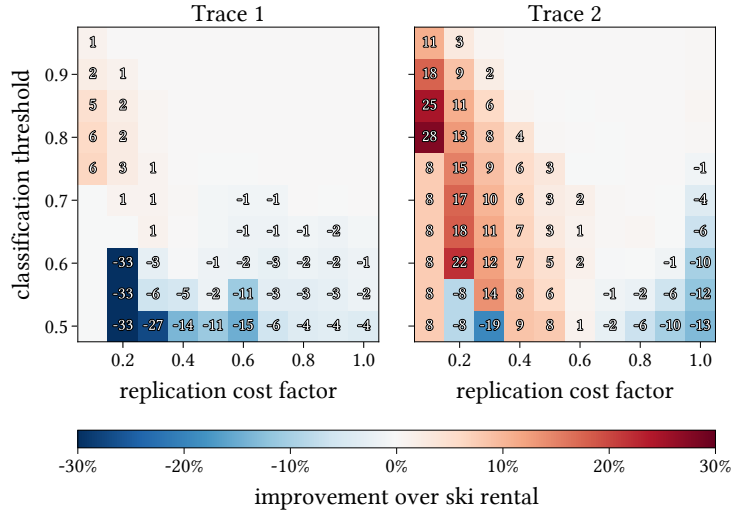 Trace 1
Trace 2
classification threshold
0.9
0.8
0.7
0.6
0.5
1
2 1
5 2
6 2
6 3 1
1 1 -1 -1
1 -1 -1 -1 -2
-33 -3 -1 -2 -3 -2 -2 -1
-33 -6 -5 -2 -11 -3 -3 -3 -2
-33 -27 -14 -11 -15 -6 -4 -4 -4
0.2 0.4 0.6 0.8 1.0
replication cost factor
11 3
18 9 2
25 11 6
28 13 8 4
8 15 9 6 3 -1
8 17 10 6 3 2 -4
8 18 11 7 3 1 -6
8 22 12 7 5 2 -1 -10
8 -8 14 8 6 -1 -2 -6 -12
8 -8 -19 9 8 1 -2 -6 -10 -13
0.2 0.4 0.6 0.8 1.0
replication cost factor
-30% -20% -10% 0% 10% 20% 30%
improvement over ski rental